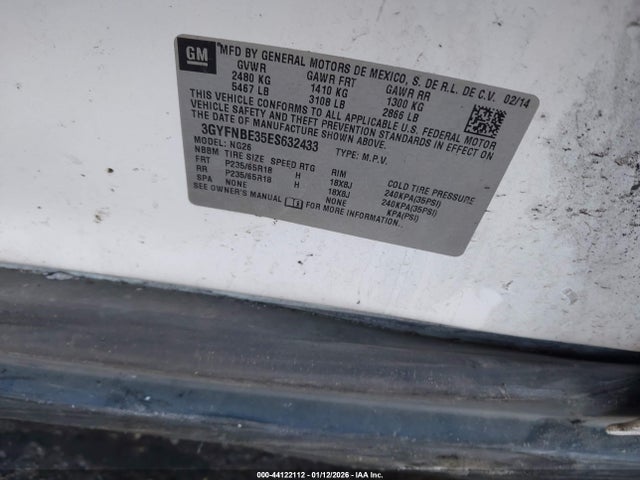 GM
MFD BY GENERAL MOTORS DE MEXICO, S. DE R.L. DE C.V. 02/14
GVWR GAWR FRT GAWR RR
2480 KG 1410 KG 1300 KG
5467 LB 3108 LB 2866 LB
THIS VEHICLE CONFORMS TO ALL APPLICABLE U.S. FEDERAL MOTOR
VEHICLE SAFETY AND THEFT PREVENTION STANDARDS IN EFFECT ON
THE DATE OF MANUFACTURE SHOWN ABOVE.
3GYFNBE35ES632433 TYPE: M.P.V.
MODEL: NG26
NBBM TIRE SIZE SPEED RTG RIM COLD TIRE PRESSURE
FRT P235/65R18 H 18X8J 240KPA(35PSI)
RR P235/65R18 H 18X8J 240KPA(35PSI)
SPA NONE NONE KPA(PSI)
SEE OWNER'S MANUAL FOR MORE INFORMATION.
000-44122112 - 01/12/2026 - IAA Inc.